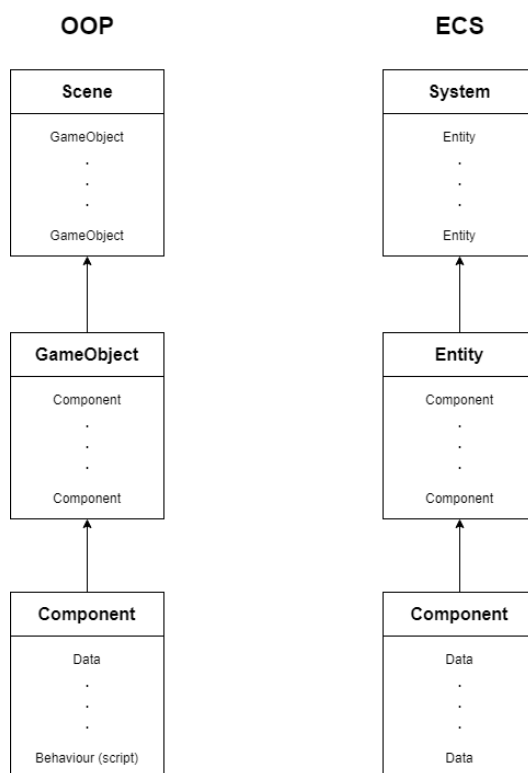 OOP
ECS
Scene
GameObject
.
.
.
GameObject
System
Entity
.
.
.
Entity
GameObject
Component
.
.
.
Component
Entity
Component
.
.
.
Component
Component
Data
.
.
.
Behaviour (script)
Component
Data
.
.
.
Data